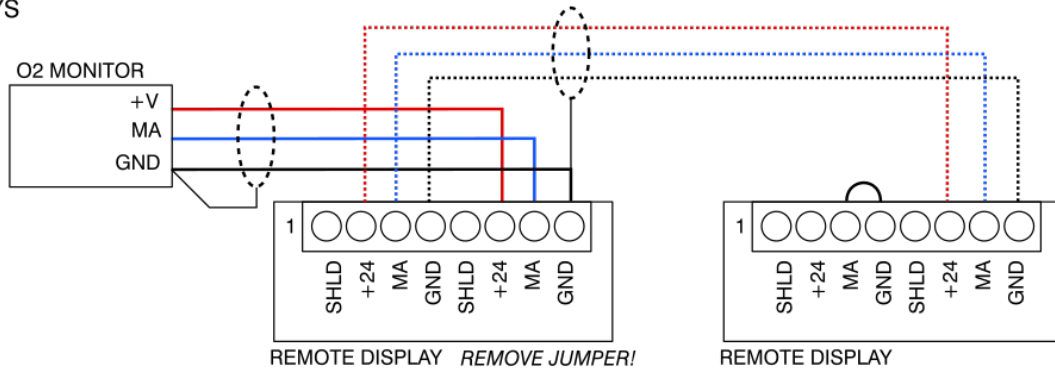 YS
O2 MONITOR
+V
MA
GND
1
SHLD
+24
MA
GND
SHLD
+24
MA
GND
REMOTE DISPLAY REMOVE JUMPER!
1
SHLD
+24
MA
GND
SHLD
+24
MA
GND
REMOTE DISPLAY